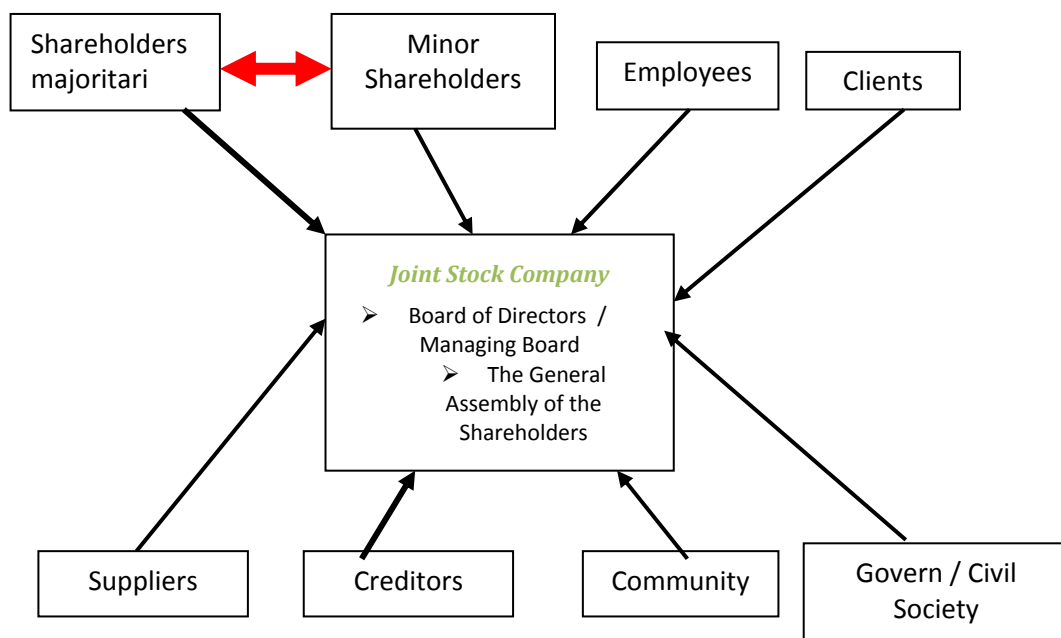 Shareholders
majoritari
Minor
Shareholders
Employees
Clients
Joint Stock Company
➢ Board of Directors /
Managing Board
➢ The General
Assembly of the
Shareholders
Suppliers
Creditors
Community
Govern / Civil
Society